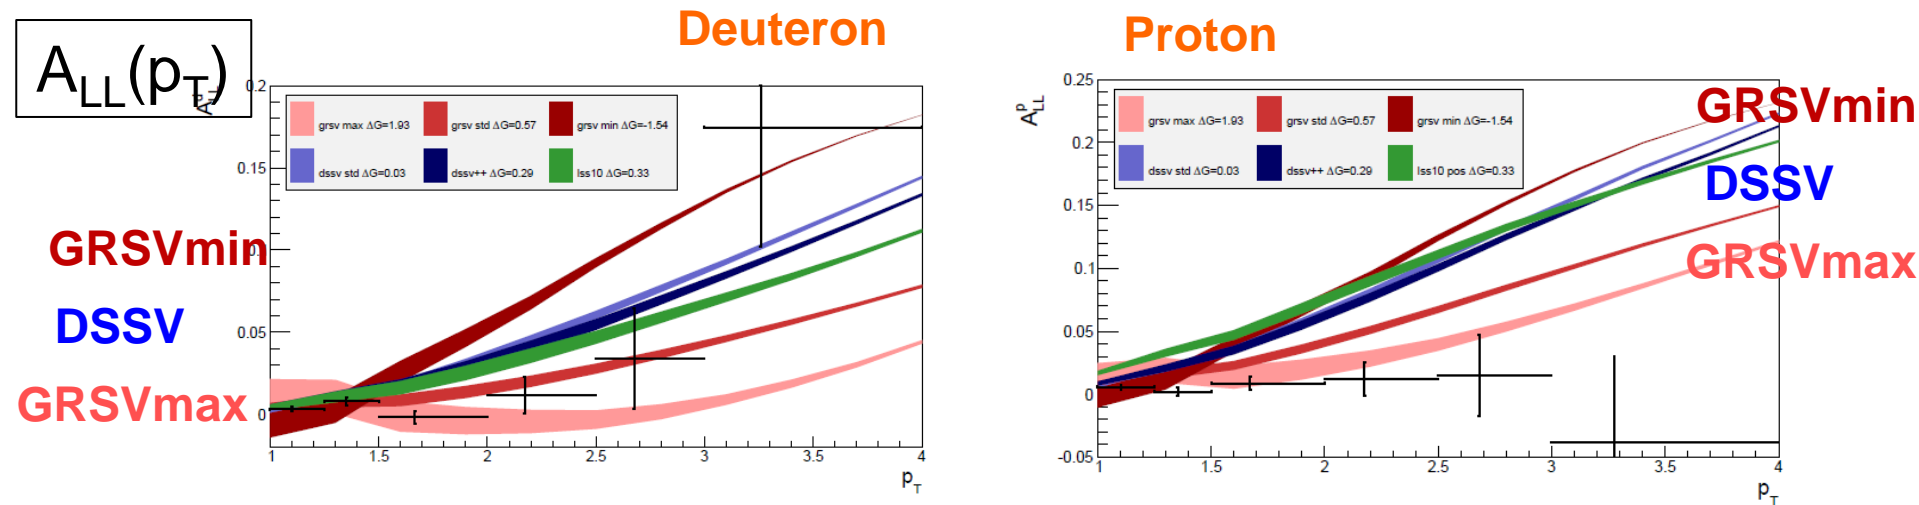 Deuteron
Proton
A_LL(p_T)
0.2
0.15
0.1
0.05
0
grsv max ΔG=1.93
grsv std ΔG=0.57
grsv min ΔG=-1.54
dssv std ΔG=0.03
dssv++ ΔG=0.29
lss10 ΔG=0.33
GRSVmin
DSSV
GRSVmax
1
1.5
2
2.5
3
3.5
4
p_T
A^p_LL
0.25
0.2
0.15
0.1
0.05
0
-0.05
grsv max ΔG=1.93
grsv std ΔG=0.57
grsv min ΔG=-1.54
dssv std ΔG=0.03
dssv++ ΔG=0.29
lss10 pos ΔG=0.33
GRSVmin
DSSV
GRSVmax
1
1.5
2
2.5
3
3.5
4
p_T